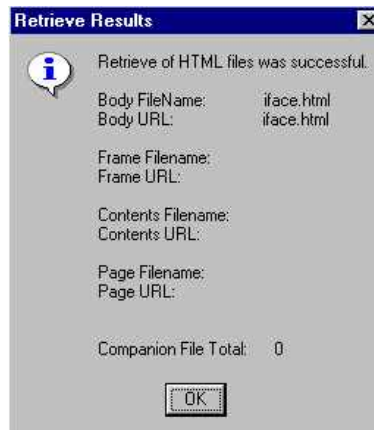 Retrieve Results
Retrieve of HTML files was successful.
Body FileName: iface.html
Body URL: iface.html
Frame Filename:
Frame URL:
Contents Filename:
Contents URL:
Page Filename:
Page URL:
Companion File Total: 0
OK